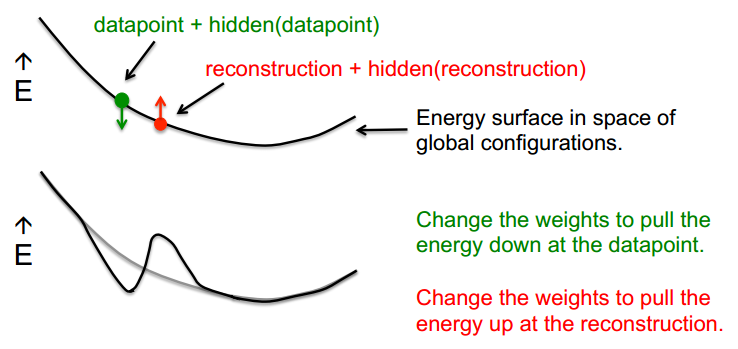 datapoint + hidden(datapoint)
↑
E
reconstruction + hidden(reconstruction)
Energy surface in space of
global configurations.
↑
E
Change the weights to pull the
energy down at the datapoint.
Change the weights to pull the
energy up at the reconstruction.